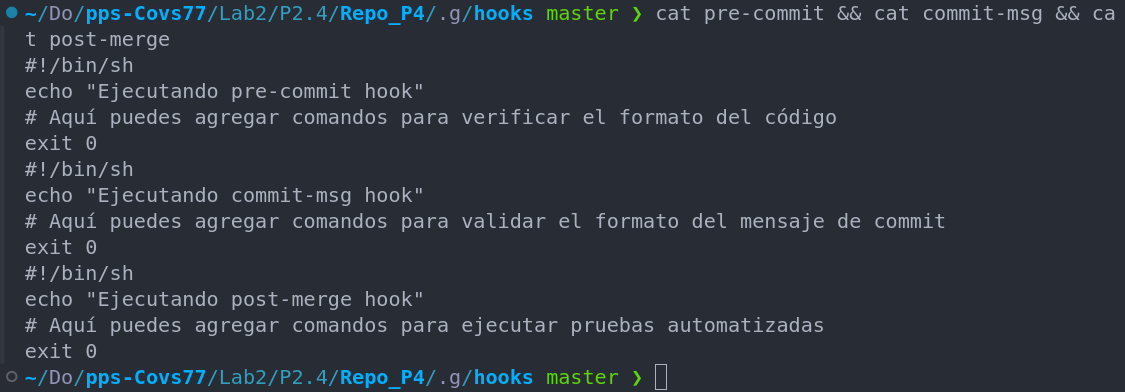 ~/Do/pps-Covs77/Lab2/P2.4/Repo_P4/.g/hooks master ❯ cat pre-commit && cat commit-msg && ca
t post-merge
#!/bin/sh
echo "Ejecutando pre-commit hook"
# Aquí puedes agregar comandos para verificar el formato del código
exit 0
#!/bin/sh
echo "Ejecutando commit-msg hook"
# Aquí puedes agregar comandos para validar el formato del mensaje de commit
exit 0
#!/bin/sh
echo "Ejecutando post-merge hook"
# Aquí puedes agregar comandos para ejecutar pruebas automatizadas
exit 0
~/Do/pps-Covs77/Lab2/P2.4/Repo_P4/.g/hooks master ❯